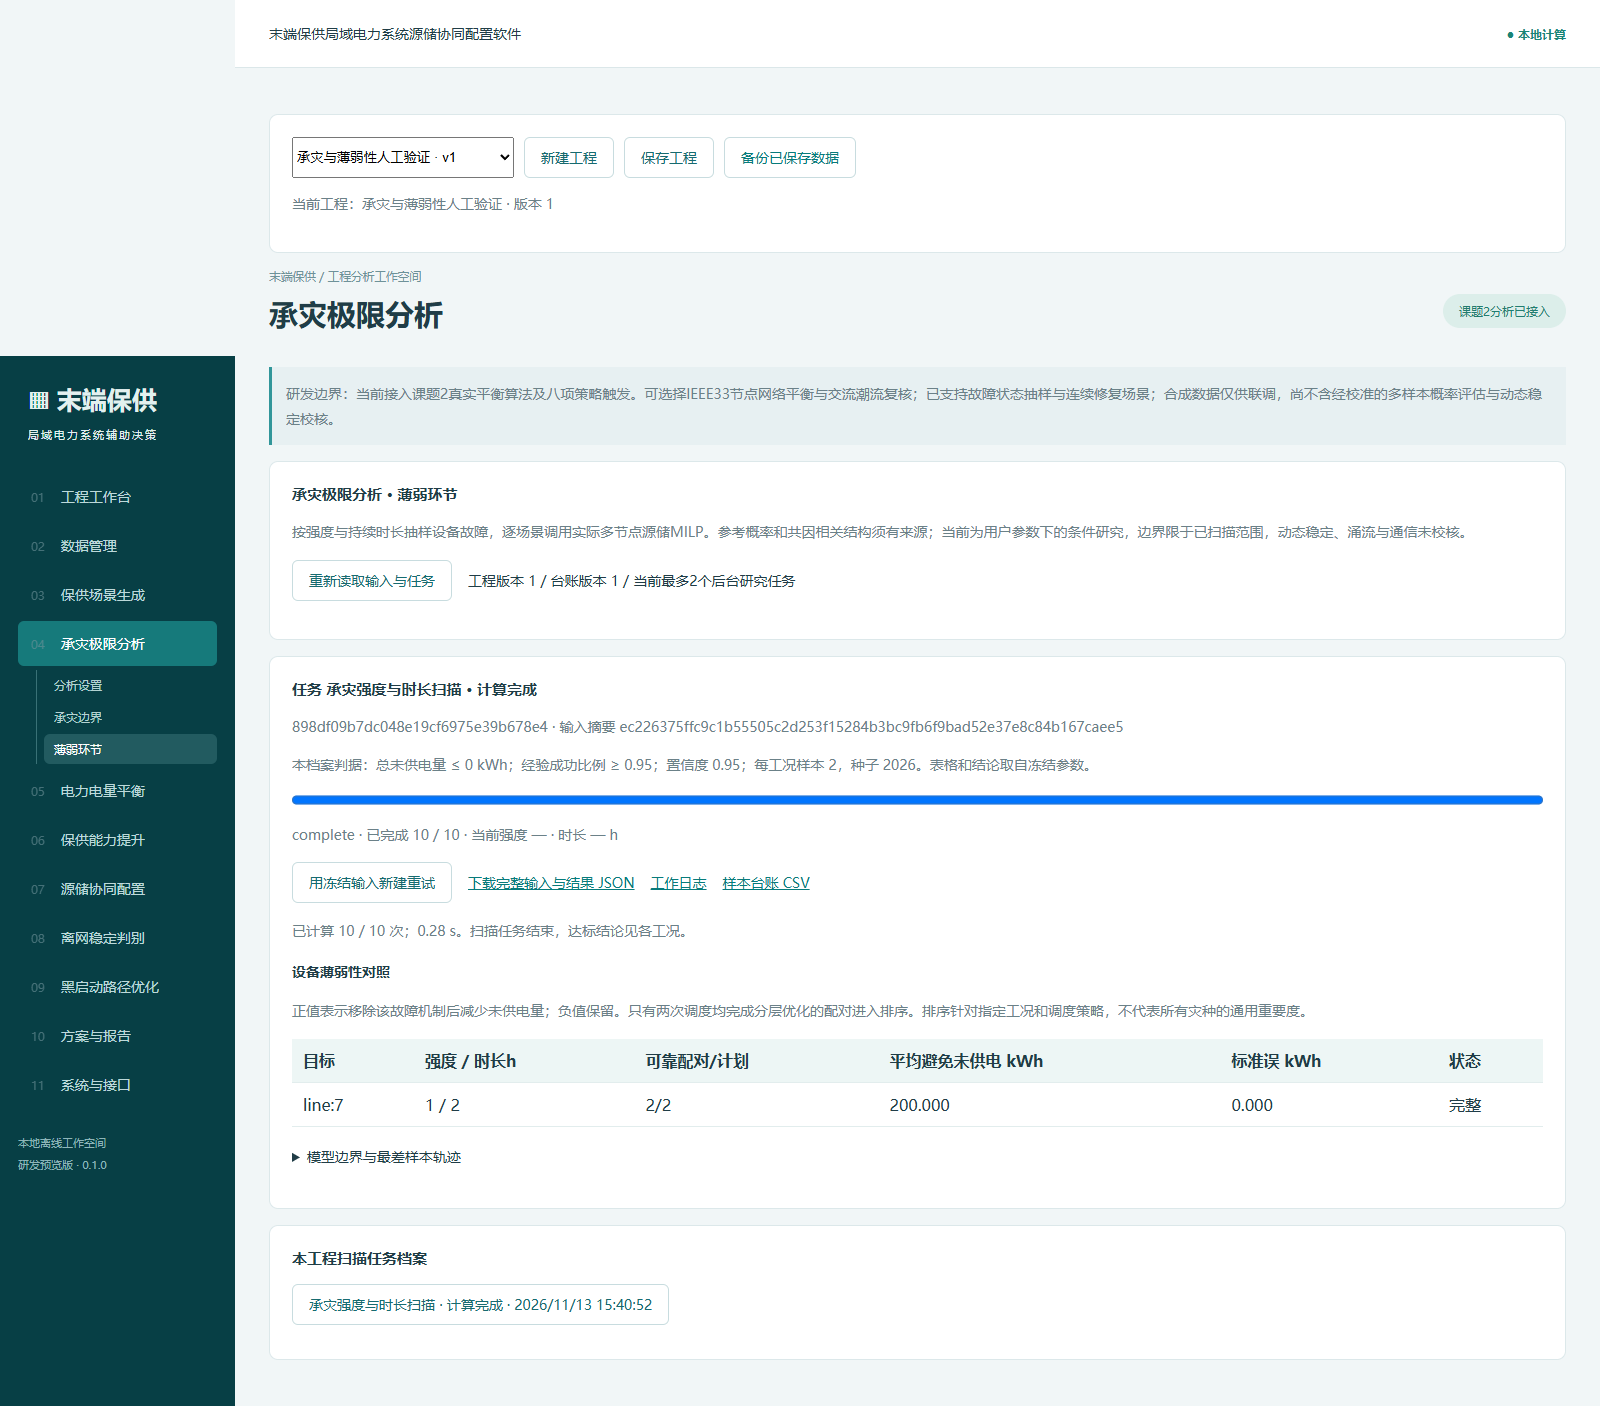 末端保供局域电力系统源储协同配置软件
● 本地计算
承灾与薄弱性人工验证 · v1
新建工程
保存工程
备份已保存数据
当前工程：承灾与薄弱性人工验证 · 版本 1
末端保供 / 工程分析工作空间
承灾极限分析
课题2分析已接入
研发边界：当前接入课题2真实平衡算法及八项策略触发。可选择IEEE33节点网络平衡与交流潮流复核；已支持故障状态抽样与连续修复场景；合成数据仅供联调，尚不含经校准的多样本概率评估与动态稳
定校核。
末端保供
局域电力系统辅助决策
01 工程工作台
02 数据管理
03 保供场景生成
04 承灾极限分析
分析设置
承灾边界
薄弱环节
05 电力电量平衡
06 保供能力提升
07 源储协同配置
08 离网稳定判别
09 黑启动路径优化
10 方案与报告
11 系统与接口
本地离线工作空间
研发预览版 · 0.1.0
承灾极限分析 • 薄弱环节
按强度与持续时长抽样设备故障，逐场景调用实际多节点源储MILP。参考概率和共因相关结构须有来源；当前为用户参数下的条件研究，边界限于已扫描范围，动态稳定、涌流与通信未校核。
重新读取输入与任务
工程版本 1 / 台账版本 1 / 当前最多2个后台研究任务
任务 承灾强度与时长扫描 • 计算完成
898df09b7dc048e19cf6975e39b678e4 · 输入摘要 ec226375ffc9c1b55505c2d253f15284b3bc9fb6f9bad52e37e8c84b167caee5
本档案判据：总未供电量 ≤ 0 kWh；经验成功比例 ≥ 0.95；置信度 0.95；每工况样本 2，种子 2026。表格和结论取自冻结参数。
complete · 已完成 10 / 10 · 当前强度 — · 时长 — h
用冻结输入新建重试
下载完整输入与结果 JSON
工作日志
样本台账 CSV
已计算 10 / 10 次；0.28 s。扫描任务结束，达标结论见各工况。
设备薄弱性对照
正值表示移除该故障机制后减少未供电量；负值保留。只有两次调度均完成分层优化的配对进入排序。排序针对指定工况和调度策略，不代表所有灾种的通用重要度。
目标 强度 / 时长h 可靠配对/计划 平均避免未供电 kWh 标准误 kWh 状态
line:7 1 / 2 2/2 200.000 0.000 完整
▶ 模型边界与最差样本轨迹
本工程扫描任务档案
承灾强度与时长扫描 · 计算完成 · 2026/11/13 15:40:52